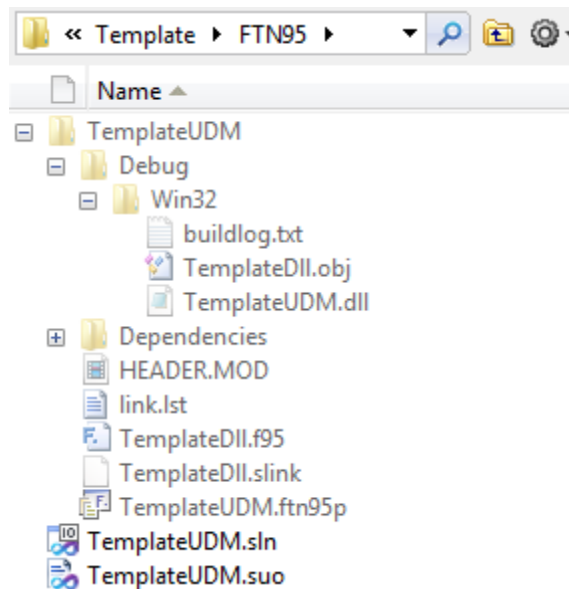 « Template ▸ FTN95 ▸
Name
TemplateUDM
Debug
Win32
buildlog.txt
TemplateDll.obj
TemplateUDM.dll
Dependencies
HEADER.MOD
link.lst
TemplateDll.f95
TemplateDll.slink
TemplateUDM.ftn95p
TemplateUDM.sln
TemplateUDM.suo